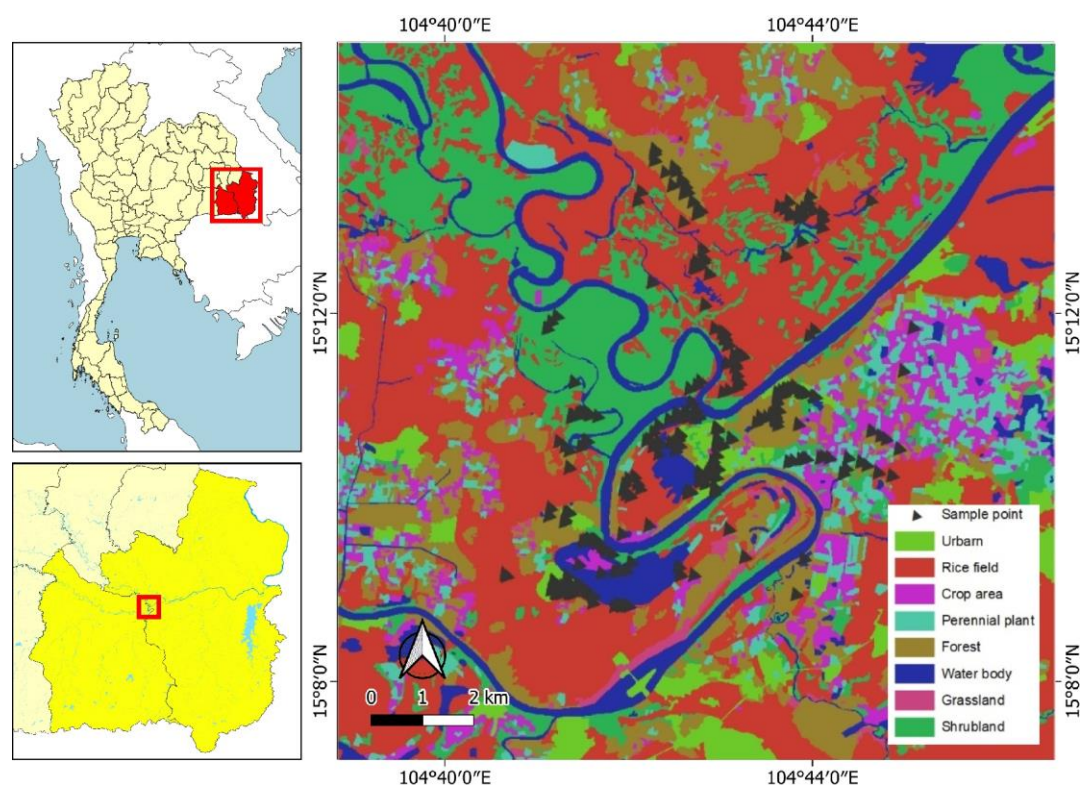 104°40′0″E 104°44′0″E
15°12′0″N 15°12′0″N
Sample point
Urbarn
Rice field
Crop area
Perennial plant
Forest
Water body
Grassland
Shrubland
15°8′0″N 15°8′0″N
0 1 2 km
104°40′0″E 104°44′0″E